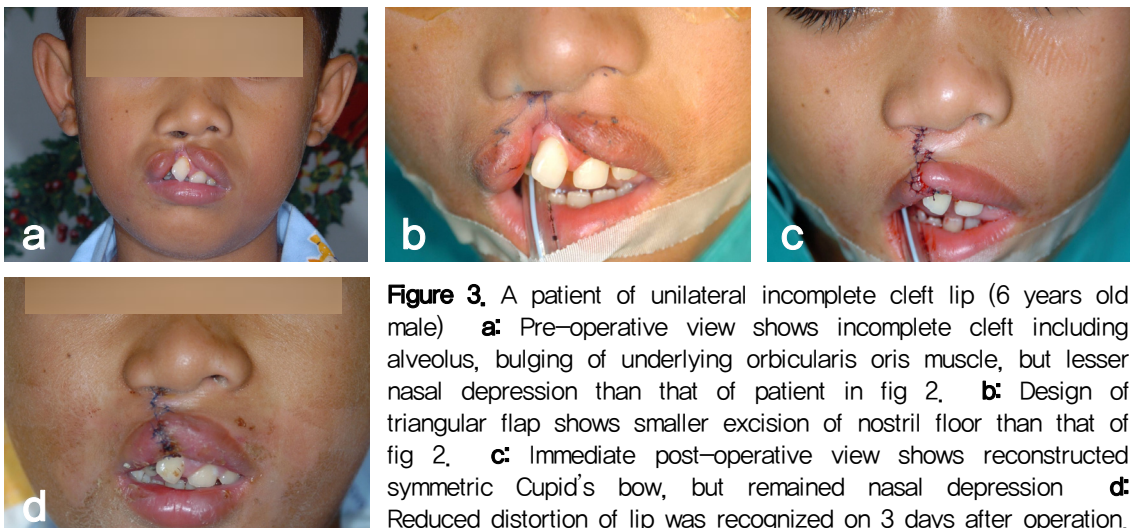 a
b
c
d
Figure 3. A patient of unilateral incomplete cleft lip (6 years old
male) a: Pre-operative view shows incomplete cleft including
alveolus, bulging of underlying orbicularis oris muscle, but lesser
nasal depression than that of patient in fig 2. b: Design of
triangular flap shows smaller excision of nostril floor than that of
fig 2. c: Immediate post-operative view shows reconstructed
symmetric Cupid's bow, but remained nasal depression d:
Reduced distortion of lip was recognized on 3 days after operation.